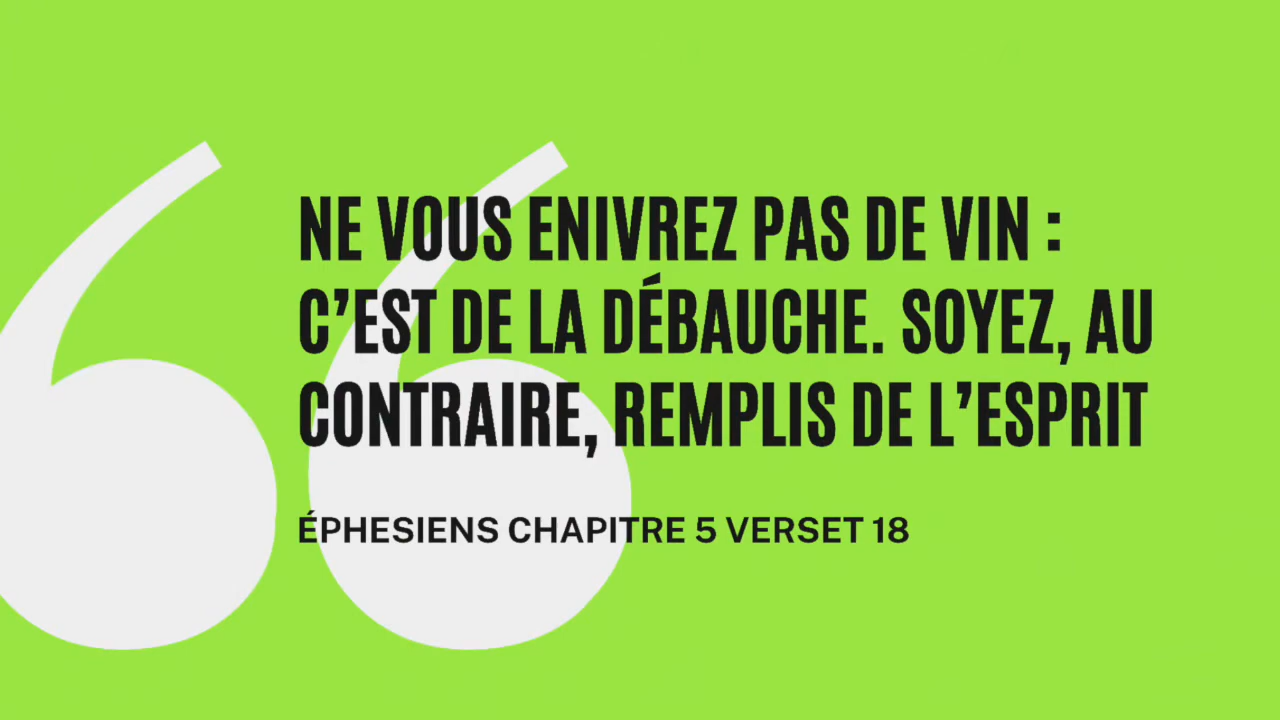 NE VOUS ENIVREZ PAS DE VIN :
C’EST DE LA DÉBAUCHE. SOYEZ, AU
CONTRAIRE, REMPLIS DE L’ESPRIT
ÉPHESIENS CHAPITRE 5 VERSET 18